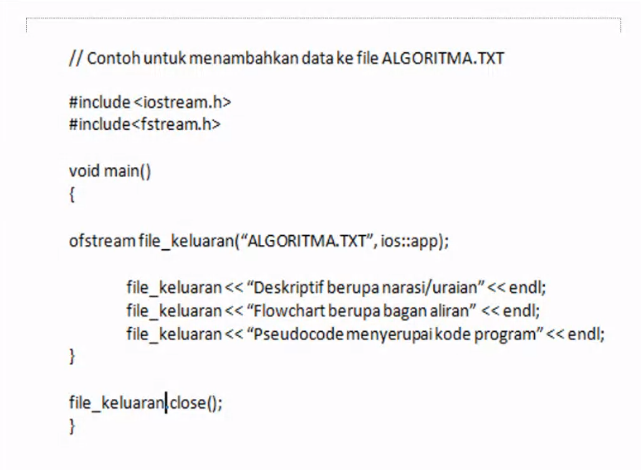 // Contoh untuk menambahkan data ke file ALGORITMA.TXT
#include <iostream.h>
#include<fstream.h>
void main()
{
ofstream file_keluaran(“ALGORITMA.TXT”, ios::app);
file_keluaran << “Deskriptif berupa narasi/uraian” << endl;
file_keluaran << “Flowchart berupa bagan aliran” << endl;
file_keluaran << “Pseudocode menyerupai kode program” << endl;
}
file_keluaran.close();
}